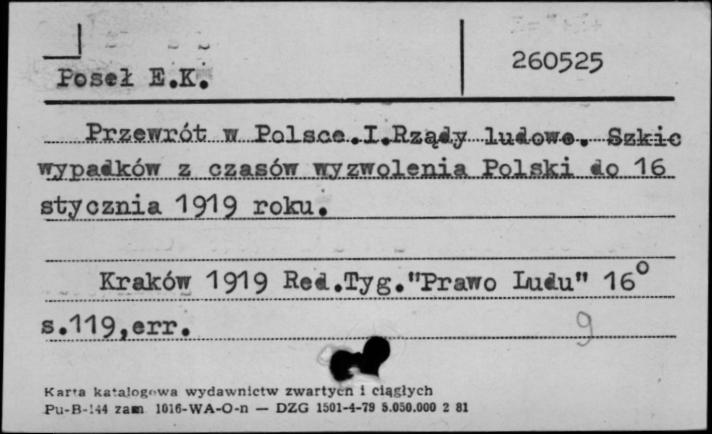 Poseł E.K.
260525
Przewrót w Polsce.I.Rządy ludowe. Szkic
wypadków z czasów wyzwolenia Polski do 16
stycznia 1919 roku.
Kraków 1919 Red.Tyg."Prawo Ludu" 16°
s.119,err.
9
Karta katalogowa wydawnictw zwartych i ciągłych
Pu-B-144 zam 1016-WA-O-n — DZG 1501-4-79 5.050.000 2 81